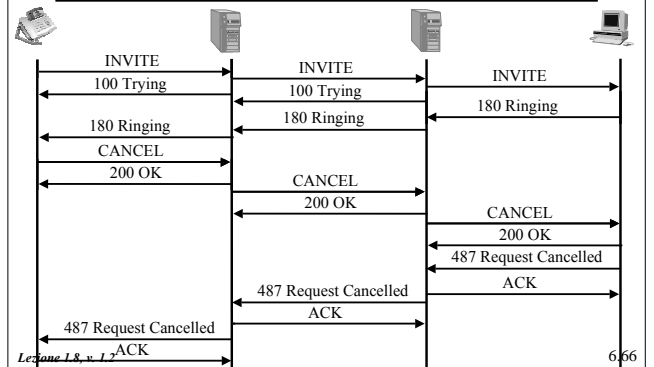 INVITE
INVITE
INVITE
100 Trying
100 Trying
180 Ringing
180 Ringing
180 Ringing
CANCEL
200 OK
CANCEL
200 OK
CANCEL
200 OK
487 Request Cancelled
ACK
487 Request Cancelled
ACK
487 Request Cancelled
ACK
Lezione 1.8, v. 1.2
6.66